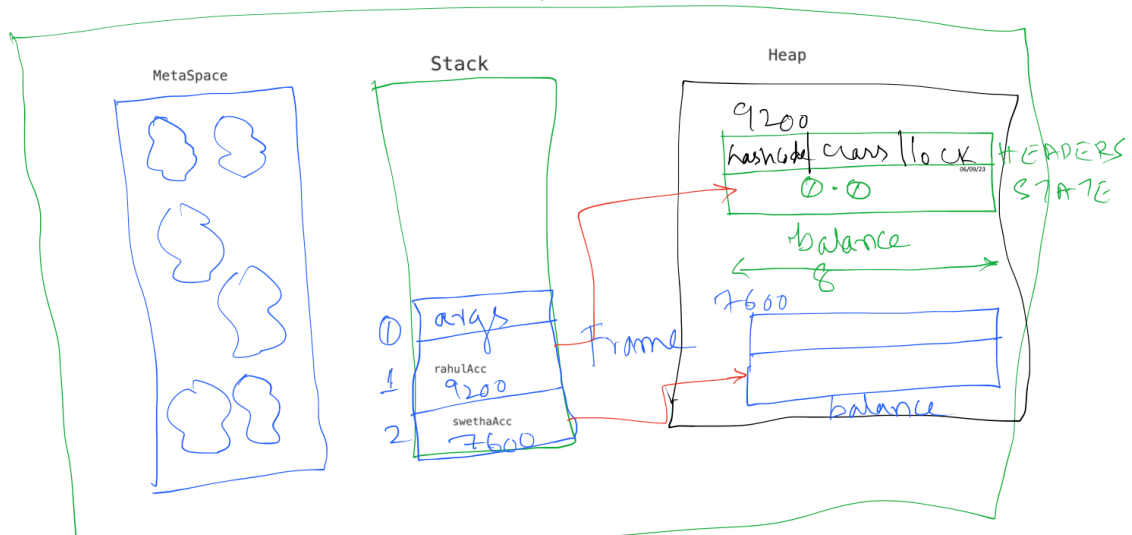 MetaSpace
Stack
Heap
9200
hashCode class lock
HEADERS
06/09/23
0.0
STATE
balance
8
7600
balance
0 args
Frame
1 rahulAcc
9200
2 swethaAcc
7600